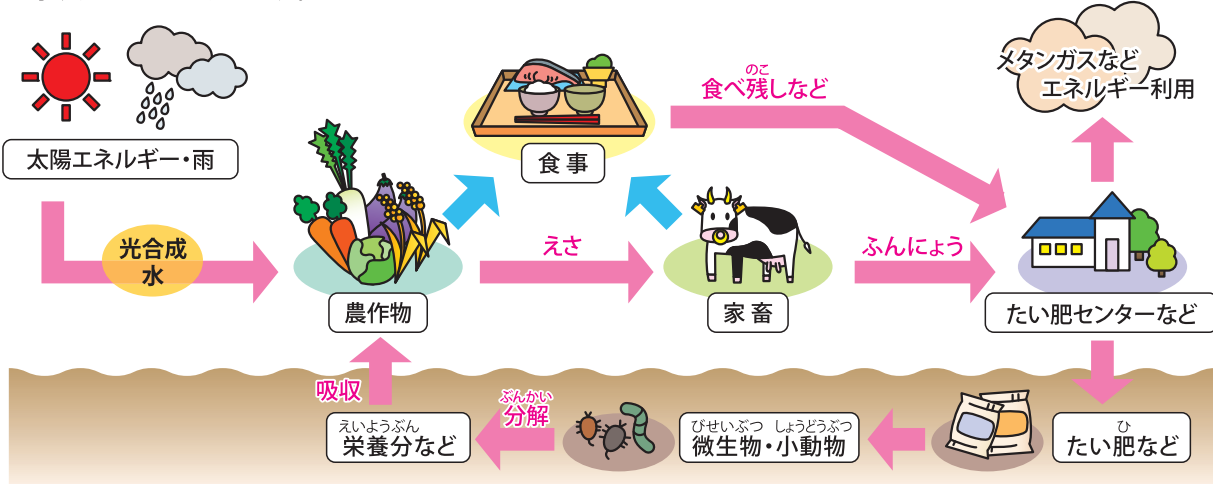 メタンガスなど
エネルギー利用
のこ
食べ残しなど
太陽エネルギー・雨
食事
光合成
水
えさ
ふんにょう
農作物
家畜
たい肥センターなど
吸収
ぶんかい
分解
えいようぶん
栄養分など
びせいぶつ しょうどうぶつ
微生物・小動物
ひ
たい肥など